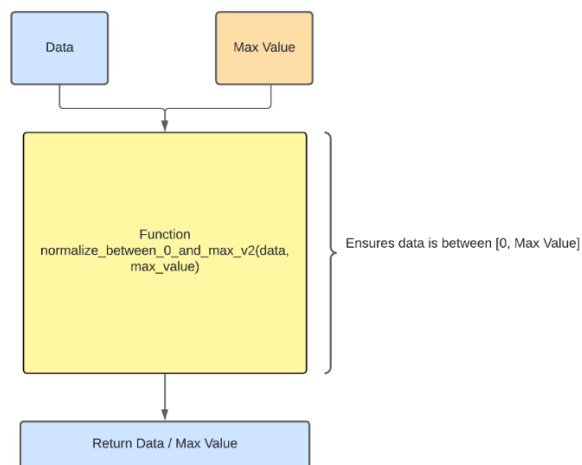 Data
Max Value
Function
normalize_between_0_and_max_v2(data,
max_value)
Ensures data is between [0, Max Value]
Return Data / Max Value